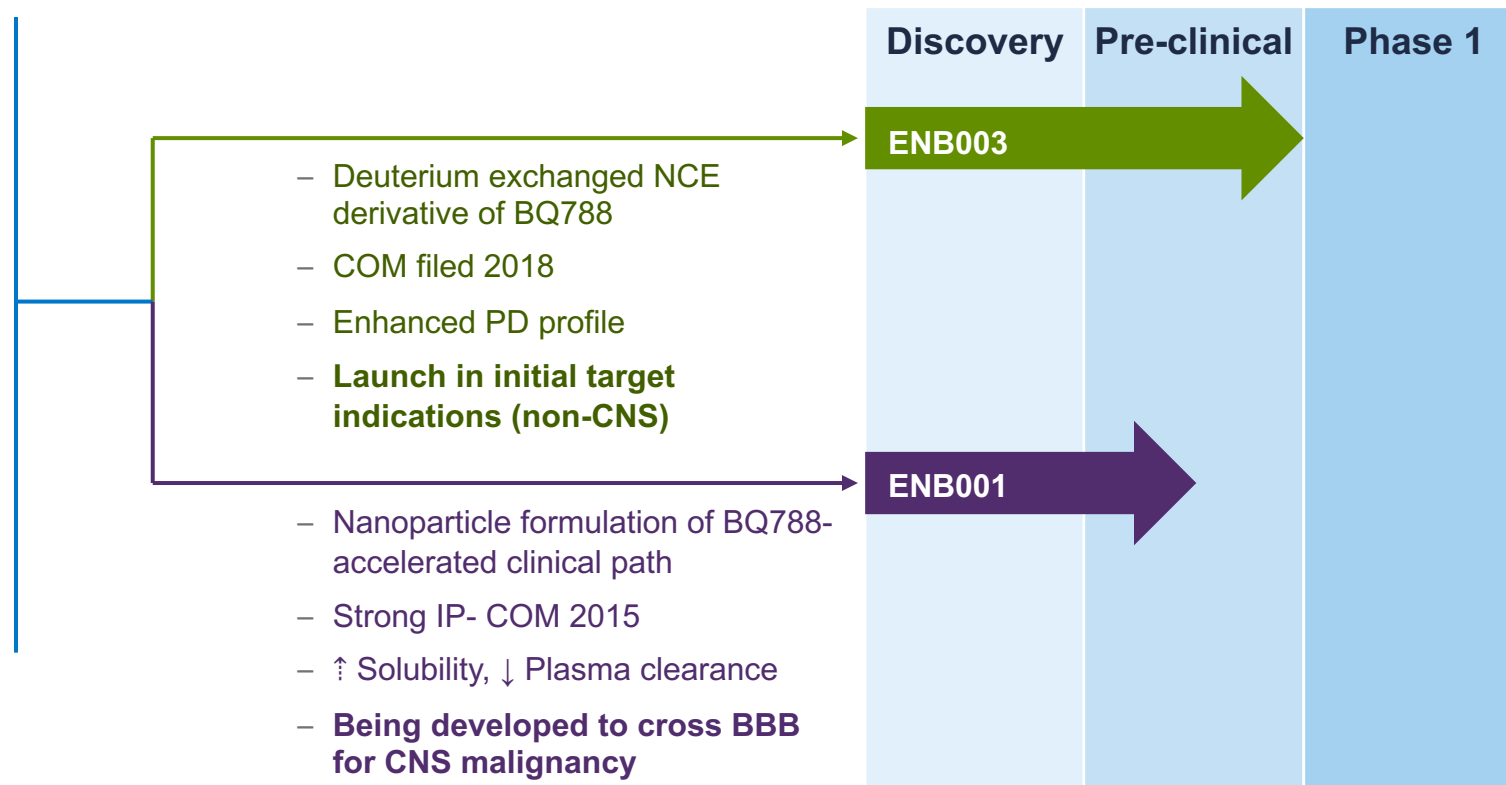 Discovery Pre-clinical Phase 1
ENB003
– Deuterium exchanged NCE
derivative of BQ788
– COM filed 2018
– Enhanced PD profile
– Launch in initial target
indications (non-CNS)
ENB001
– Nanoparticle formulation of BQ788-
accelerated clinical path
– Strong IP- COM 2015
– ⇡ Solubility, ↓ Plasma clearance
– Being developed to cross BBB
for CNS malignancy